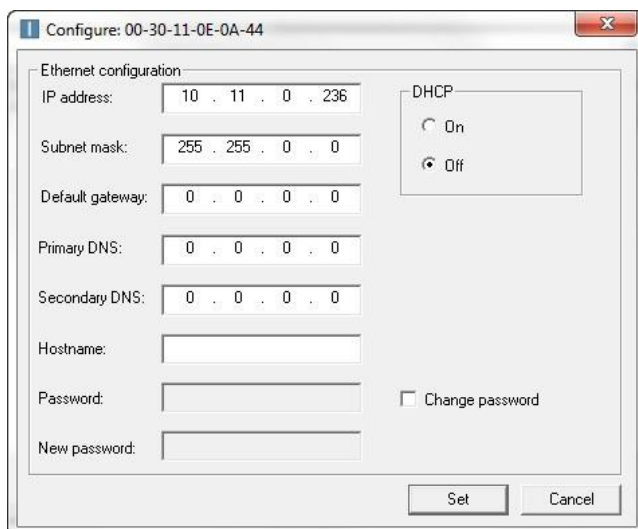 Configure: 00-30-11-0E-0A-44
Ethernet configuration
IP address: 10 . 11 . 0 . 236
DHCP
On
Subnet mask: 255 . 255 . 0 . 0
Off
Default gateway: 0 . 0 . 0 . 0
Primary DNS: 0 . 0 . 0 . 0
Secondary DNS: 0 . 0 . 0 . 0
Hostname:
Password:
Change password
New password:
Set
Cancel